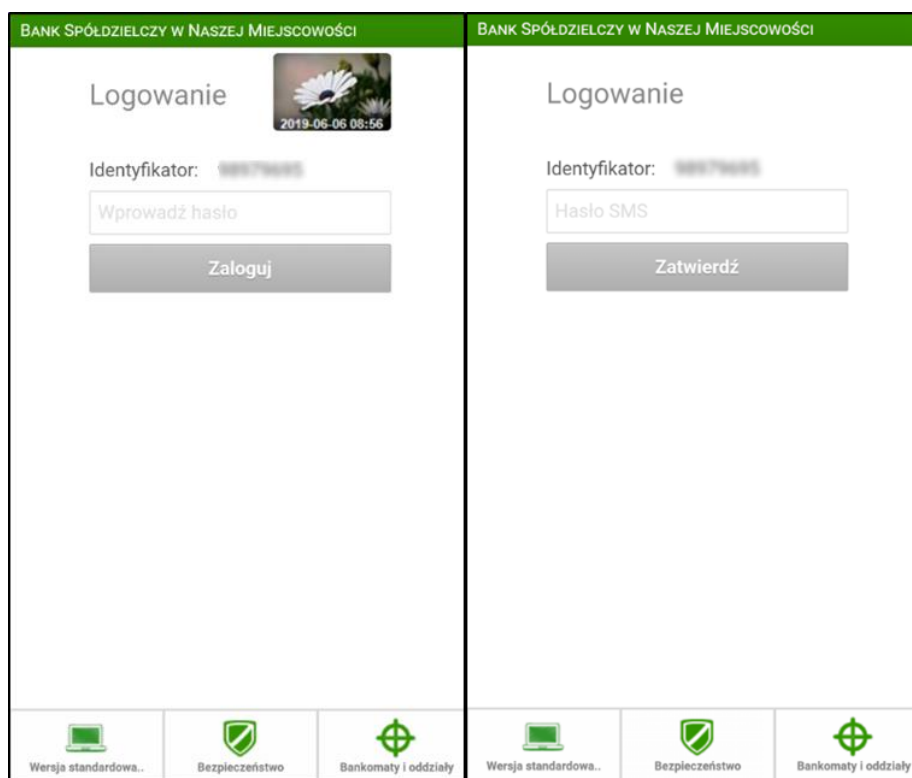 BANK SPÓŁDZIELCZY W NASZEJ MIEJSCOWOŚCI
Logowanie
2019-06-06 08:56
Identyfikator:
Wprowadź hasło
Zaloguj
Wersja standardowa..
Bezpieczeństwo
Bankomaty i oddziały
BANK SPÓŁDZIELCZY W NASZEJ MIEJSCOWOŚCI
Logowanie
Identyfikator:
Hasło SMS
Zatwierdź
Wersja standardowa..
Bezpieczeństwo
Bankomaty i oddziały